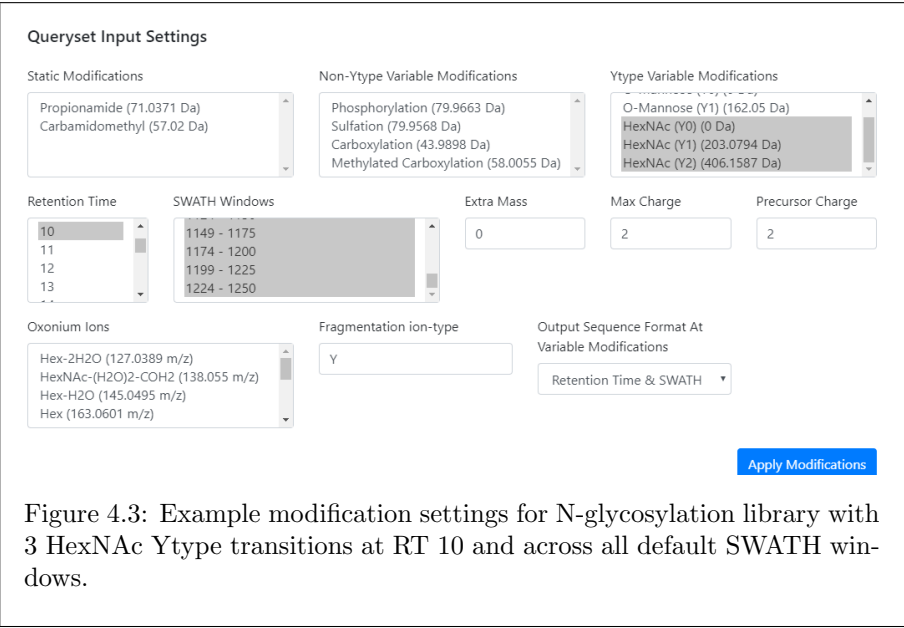 Queryset Input Settings
Static Modifications
Propionamide (71.0371 Da)
Carbamidomethyl (57.02 Da)
Non-Ytype Variable Modifications
Phosphorylation (79.9663 Da)
Sulfation (79.9568 Da)
Carboxylation (43.9898 Da)
Methylated Carboxylation (58.0055 Da)
Ytype Variable Modifications
O-Mannose (Y1) (162.05 Da)
HexNAc (Y0) (0 Da)
HexNAc (Y1) (203.0794 Da)
HexNAc (Y2) (406.1587 Da)
Retention Time
10
11
12
13
SWATH Windows
1149 - 1175
1174 - 1200
1199 - 1225
1224 - 1250
Extra Mass
0
Max Charge
2
Precursor Charge
2
Oxonium Ions
Hex-2H2O (127.0389 m/z)
HexNAc-(H2O)2-COH2 (138.055 m/z)
Hex-H2O (145.0495 m/z)
Hex (163.0601 m/z)
Fragmentation ion-type
Y
Output Sequence Format At
Variable Modifications
Retention Time & SWATH
Apply Modifications
Figure 4.3: Example modification settings for N-glycosylation library with
3 HexNAc Ytype transitions at RT 10 and across all default SWATH win-
dows.